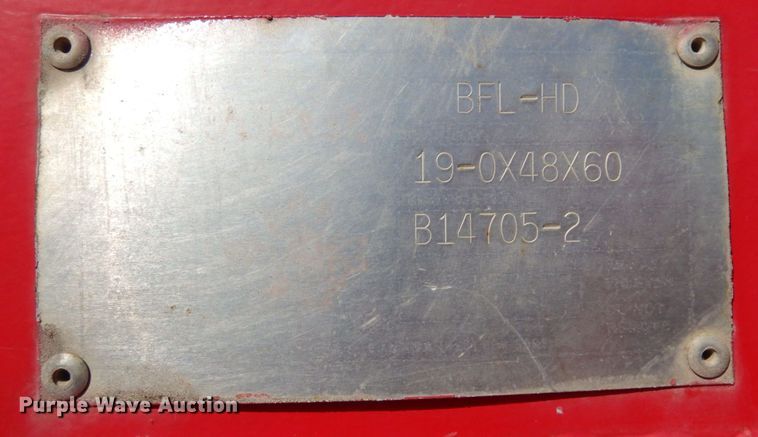 BFL-HD
19-0X48X60
B14705-2
Purple Wave Auction